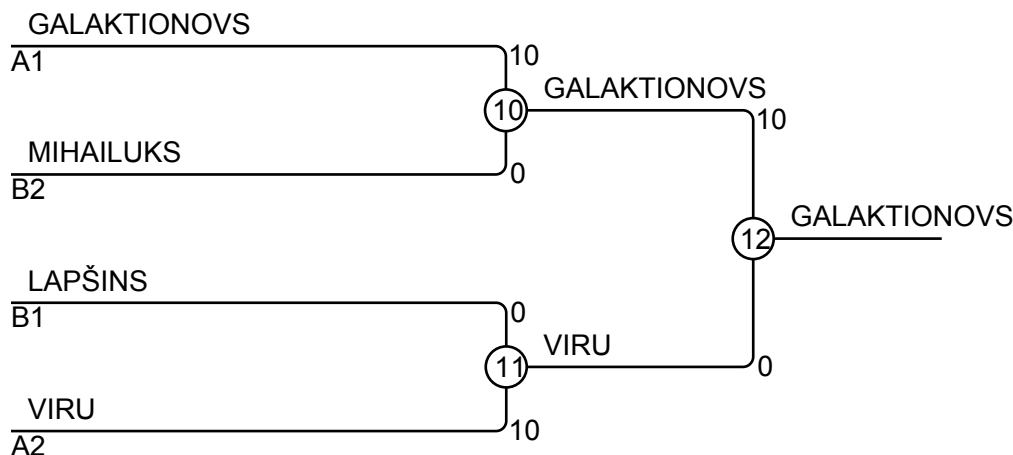 GALAKTIONOVS
A1
10
10
GALAKTIONOVS
10
MIHAILUKS
B2
0
12
GALAKTIONOVS
LAPŠINS
B1
0
11
VIRU
0
VIRU
A2
10